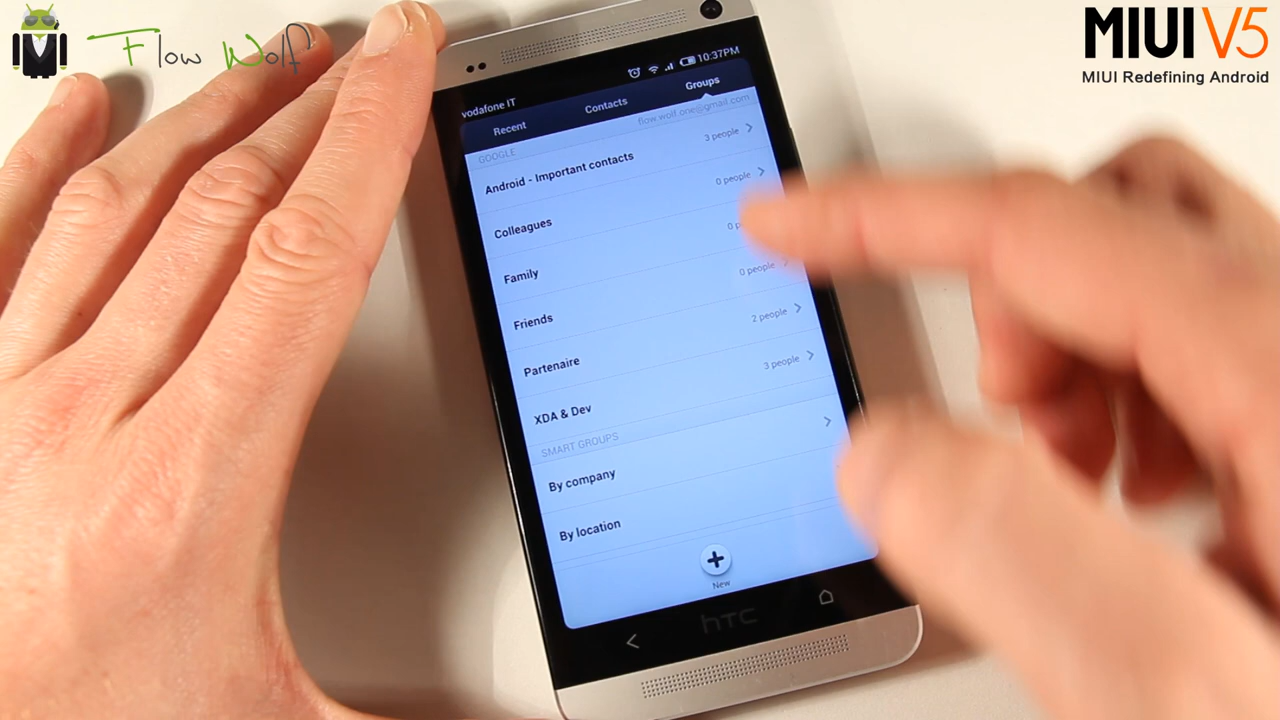 Flow Wolf
MIUI V5
MIUI Redefining Android
vodafone IT
10:37PM
Recent
Contacts
Groups
GOOGLE
flow.wolf.one@gmail.com
Android - Important contacts
3 people
Colleagues
0 people
Family
0 p
Friends
0 people
Partenaire
2 people
XDA & Dev
3 people
SMART GROUPS
By company
By location
New
hTC